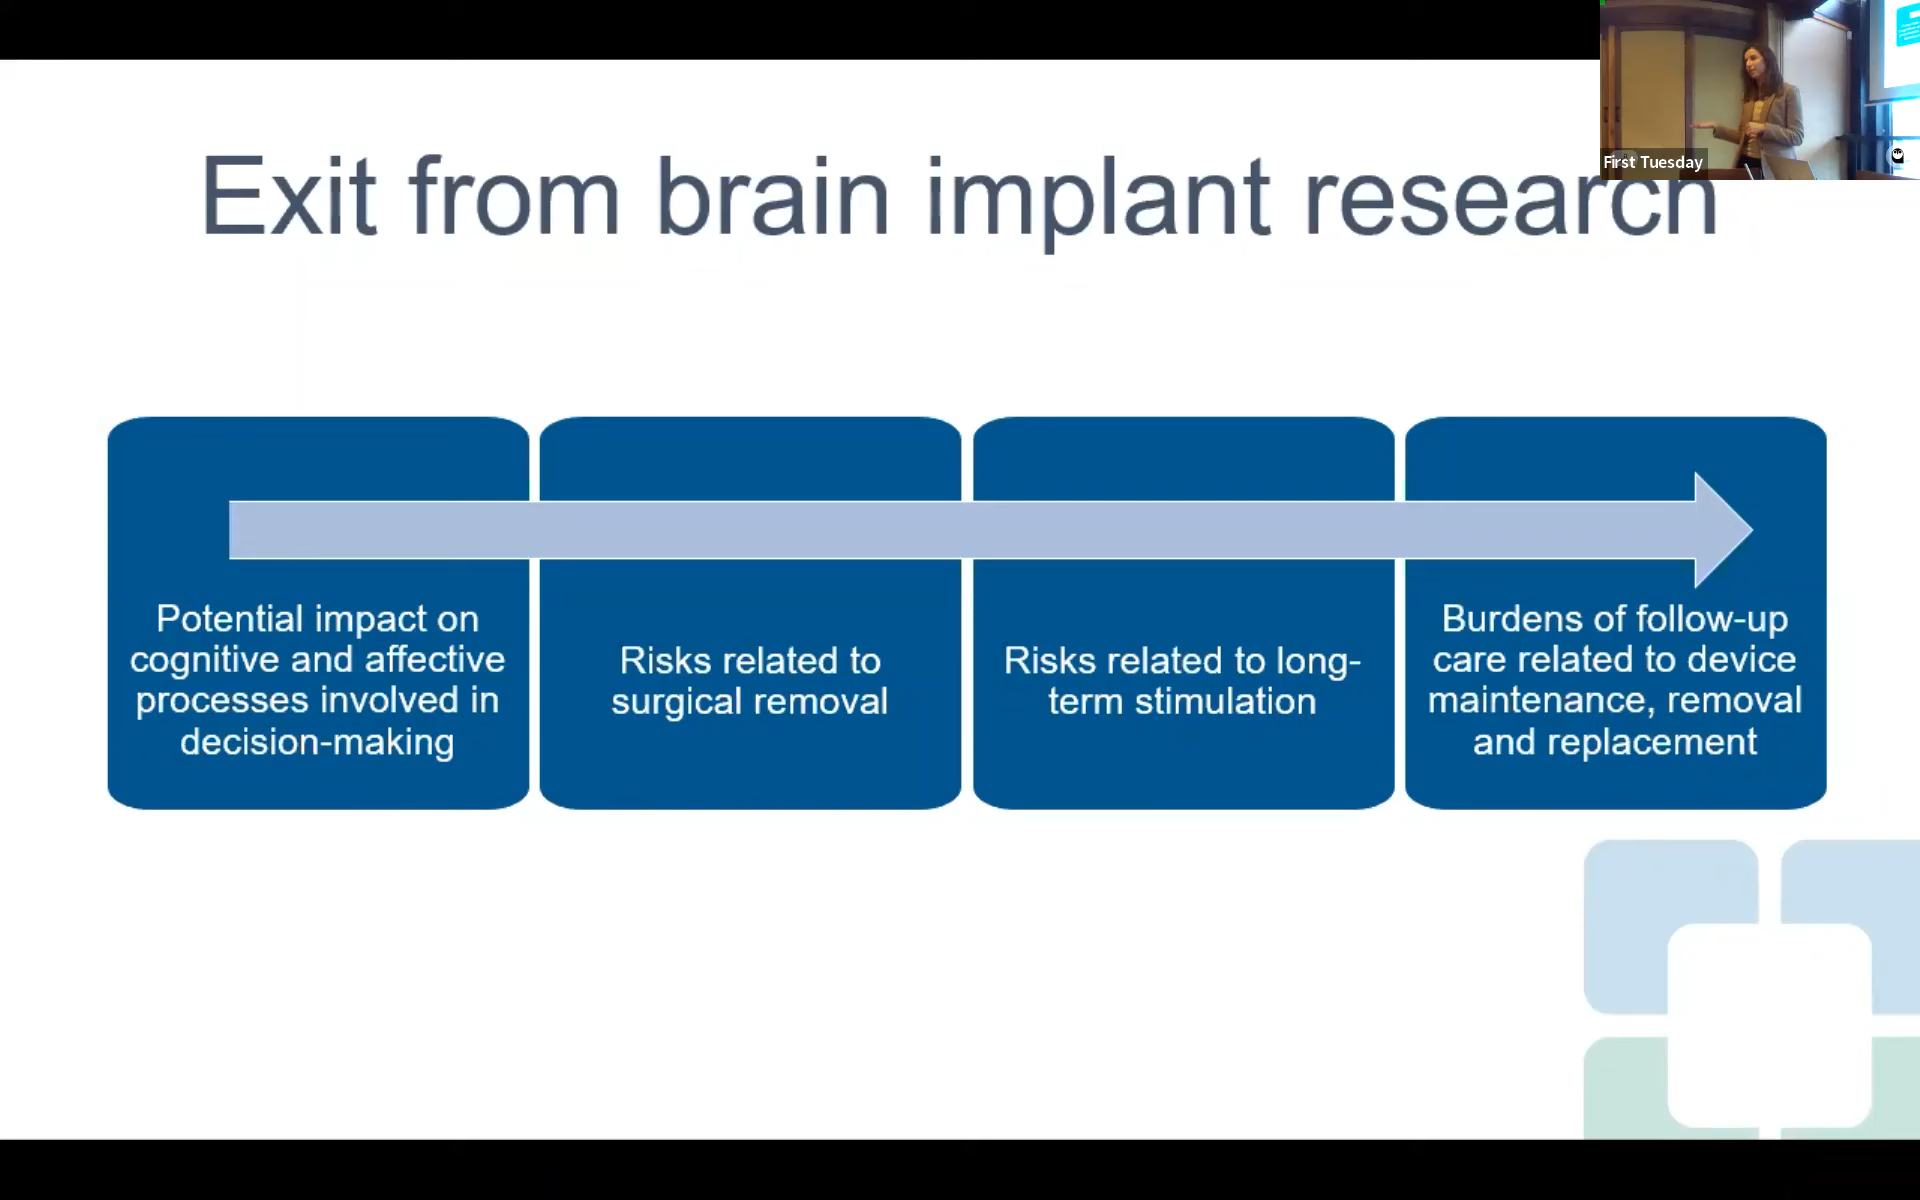 First Tuesday
Exit from brain implant research
Potential impact on
cognitive and affective
processes involved in
decision-making
Risks related to
surgical removal
Risks related to long-
term stimulation
Burdens of follow-up
care related to device
maintenance, removal
and replacement